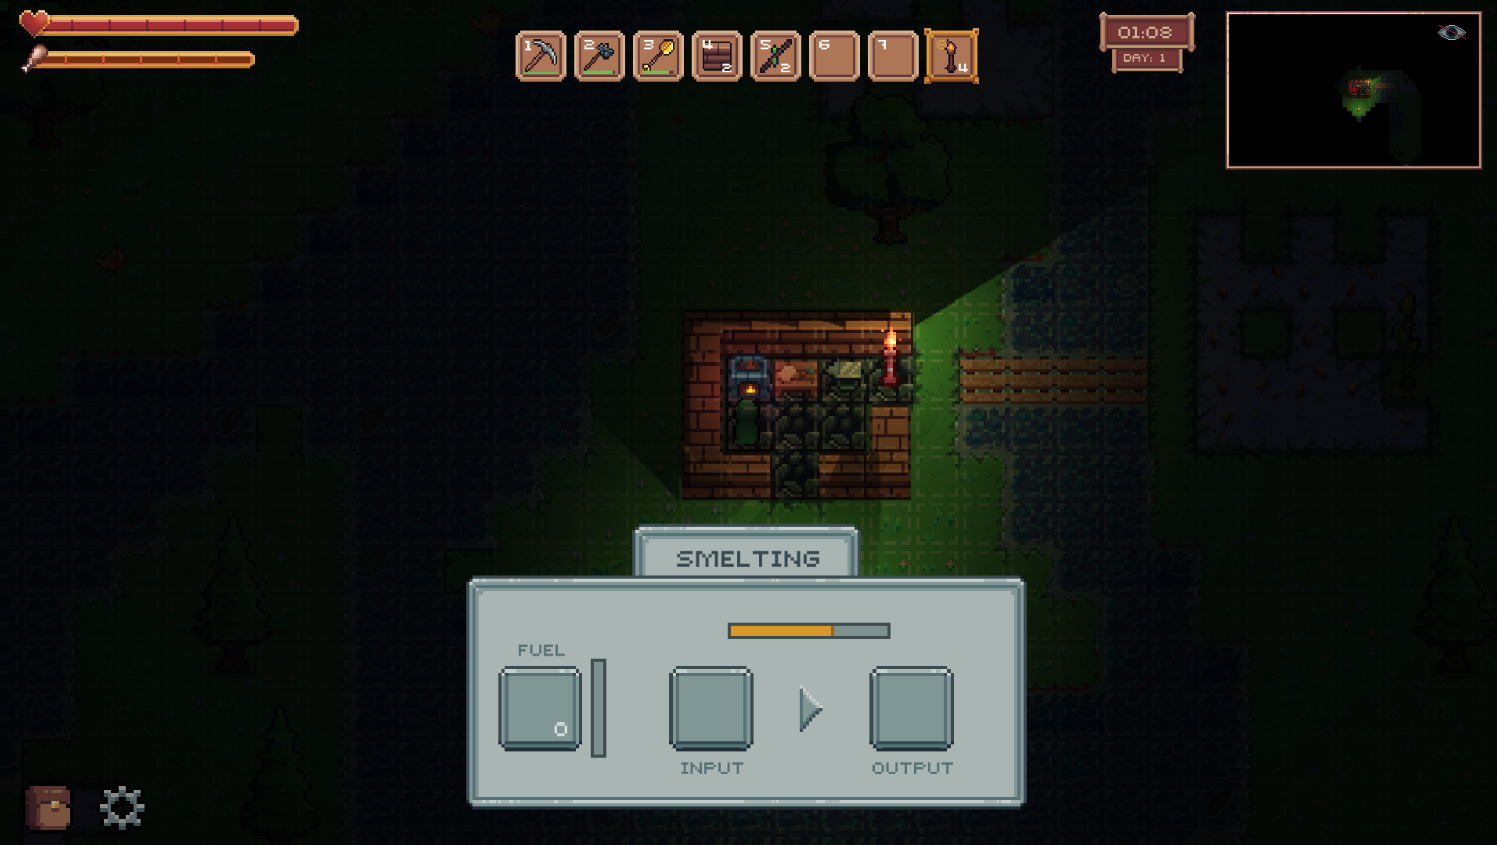 1 2 3 4 2 5 2 6 7 4
01:08
DAY: 1
SMELTING
FUEL
0
INPUT
OUTPUT